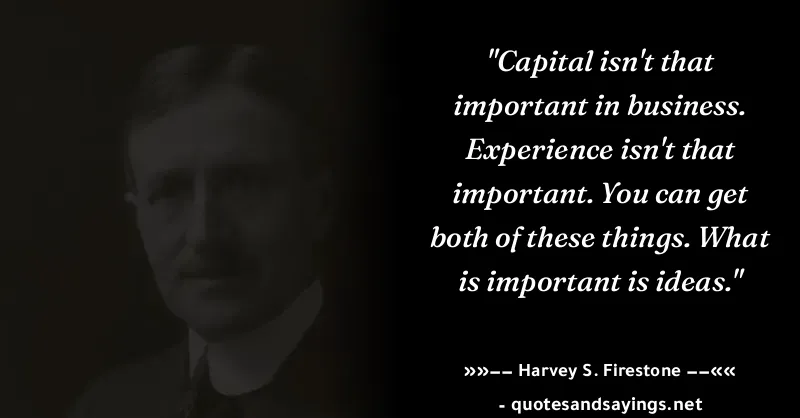 "Capital isn't that
important in business.
Experience isn't that
important. You can get
both of these things. What
is important is ideas."
»»–– Harvey S. Firestone ––««
- quotesandsayings.net